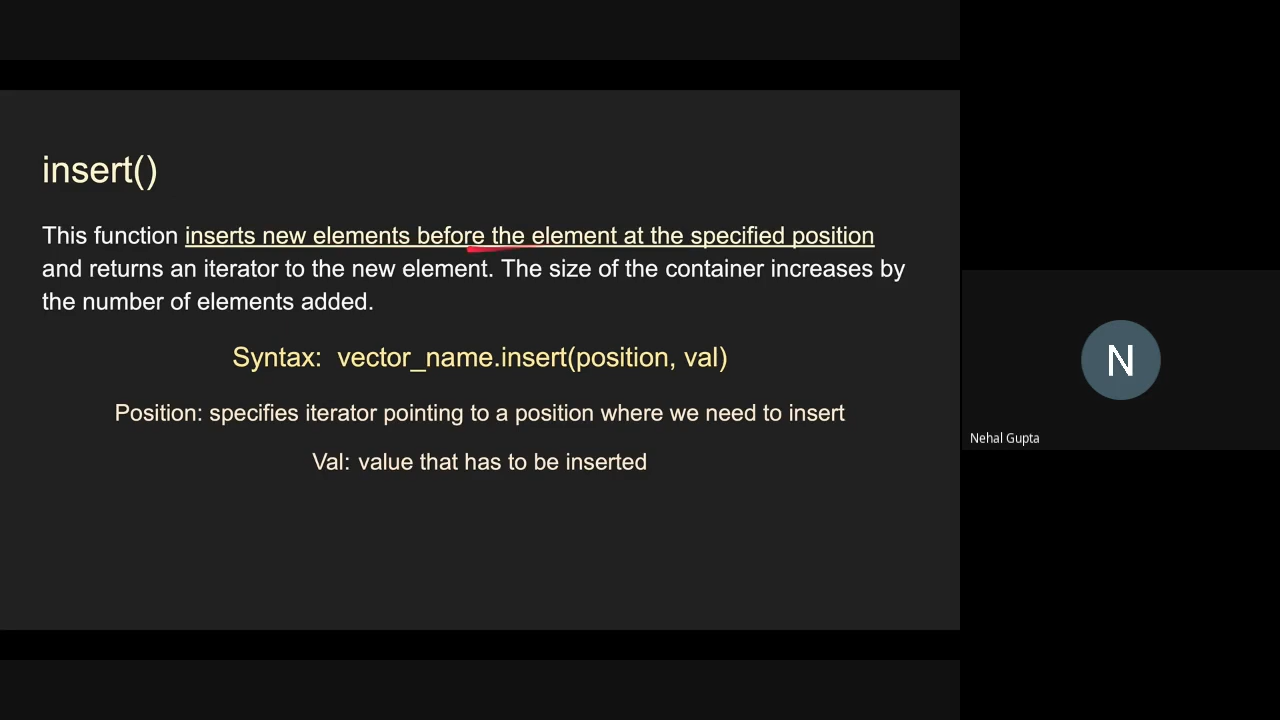 insert()
This function inserts new elements before the element at the specified position
and returns an iterator to the new element. The size of the container increases by
the number of elements added.
Syntax: vector_name.insert(position, val)
Position: specifies iterator pointing to a position where we need to insert
Val: value that has to be inserted
N
Nehal Gupta